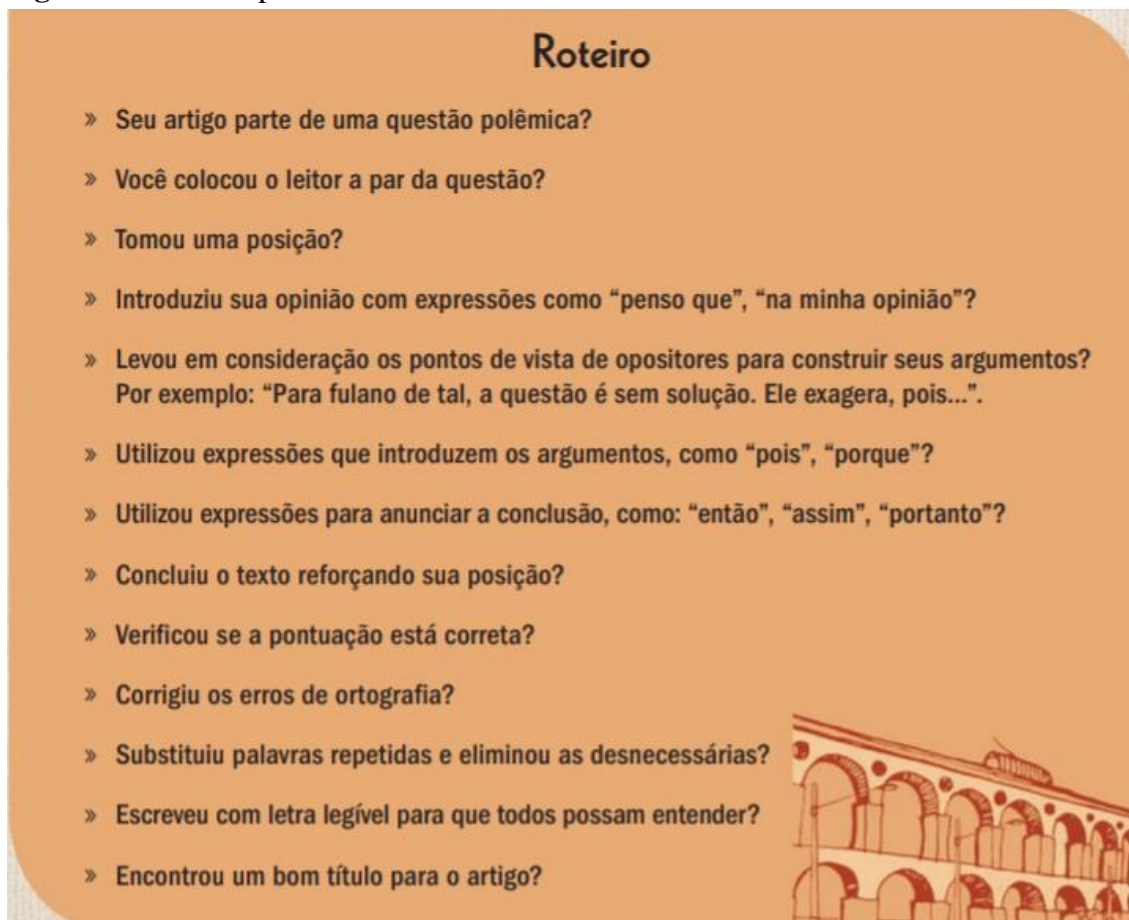 Roteiro
» Seu artigo parte de uma questão polêmica?
» Você colocou o leitor a par da questão?
» Tomou uma posição?
» Introduziu sua opinião com expressões como “penso que”, “na minha opinião”?
» Levou em consideração os pontos de vista de opositores para construir seus argumentos?
Por exemplo: “Para fulano de tal, a questão é sem solução. Ele exagera, pois...”.
» Utilizou expressões que introduzem os argumentos, como “pois”, “porque”?
» Utilizou expressões para anunciar a conclusão, como: “então”, “assim”, “portanto”?
» Concluiu o texto reforçando sua posição?
» Verificou se a pontuação está correta?
» Corrigiu os erros de ortografia?
» Substituiu palavras repetidas e eliminou as desnecessárias?
» Escreveu com letra legível para que todos possam entender?
» Encontrou um bom título para o artigo?